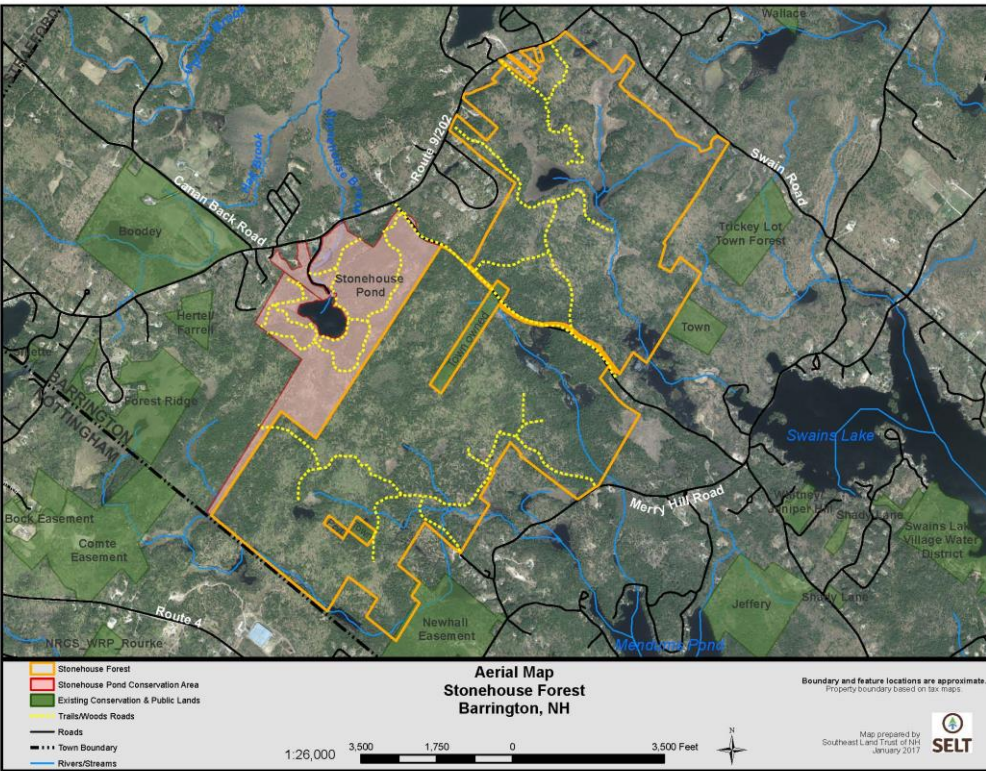 STRAFFORD
Wallace
Mack Brook
Route 9/202
Swain Road
Canan Back Road
Boodey
Trickey Lot
Town Forest
Stonehouse
Pond
Hertel/
Farrell
Town owned
Town
BARRINGTON
NOTTINGHAM
Forest Ridge
Swains Lake
Merry Hill Road
Juniper Hill
Shady Lane
Bock Easement
Comte
Easement
Swains Lake
Village Water
District
Route 4
Newhall
Easement
Jeffery
Shady Lane
NRCS_WRP_Rourke
Mendums Pond
Stonehouse Forest
Stonehouse Pond Conservation Area
Existing Conservation & Public Lands
Trails/Woods Roads
Roads
Town Boundary
Rivers/Streams
Aerial Map
Stonehouse Forest
Barrington, NH
1:26,000
3,500 1,750 0 3,500 Feet
N
Boundary and feature locations are approximate.
Property boundary based on tax maps.
Map prepared by
Southeast Land Trust of NH
January 2017
SELT